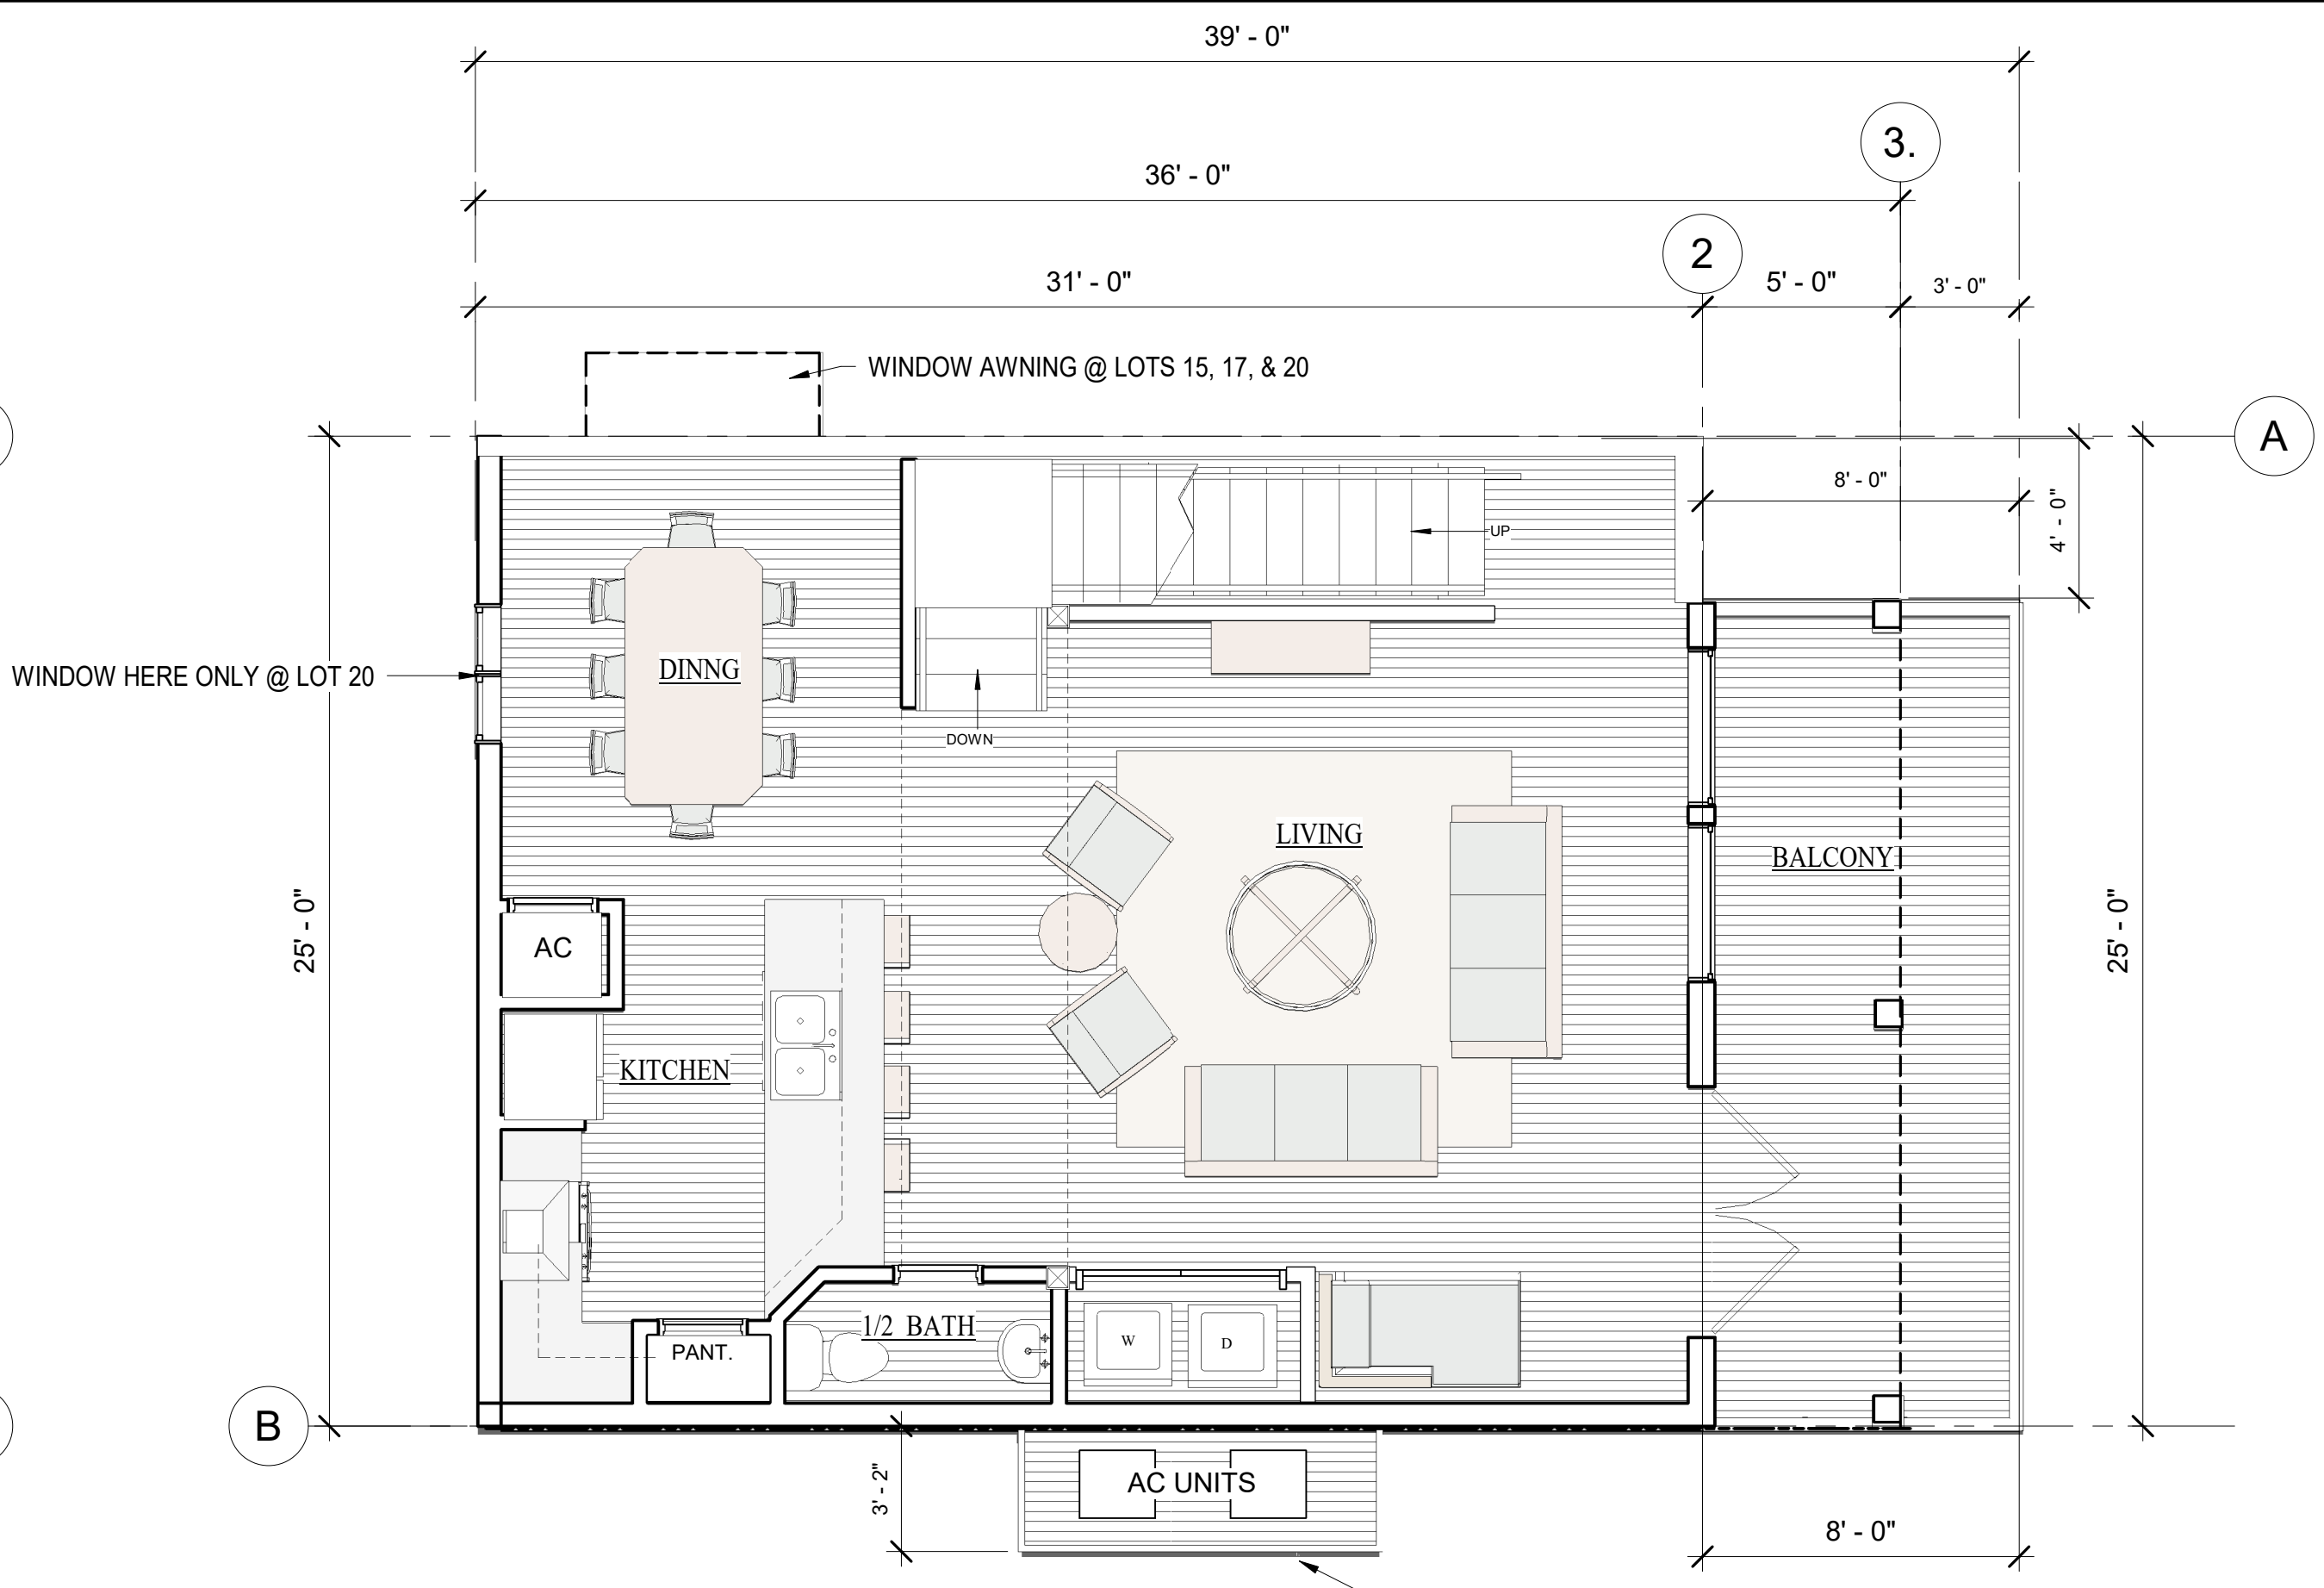 39' - 0"
3.
36' - 0"
2
31' - 0"
5' - 0"
3' - 0"
WINDOW AWNING @ LOTS 15, 17, & 20
A
8' - 0"
4' - 0"
UP
WINDOW HERE ONLY @ LOT 20
DINNG
DOWN
LIVING
BALCONY
25' - 0"
AC
25' - 0"
KITCHEN
1/2 BATH
W
D
PANT.
B
3' - 2"
AC UNITS
8' - 0"